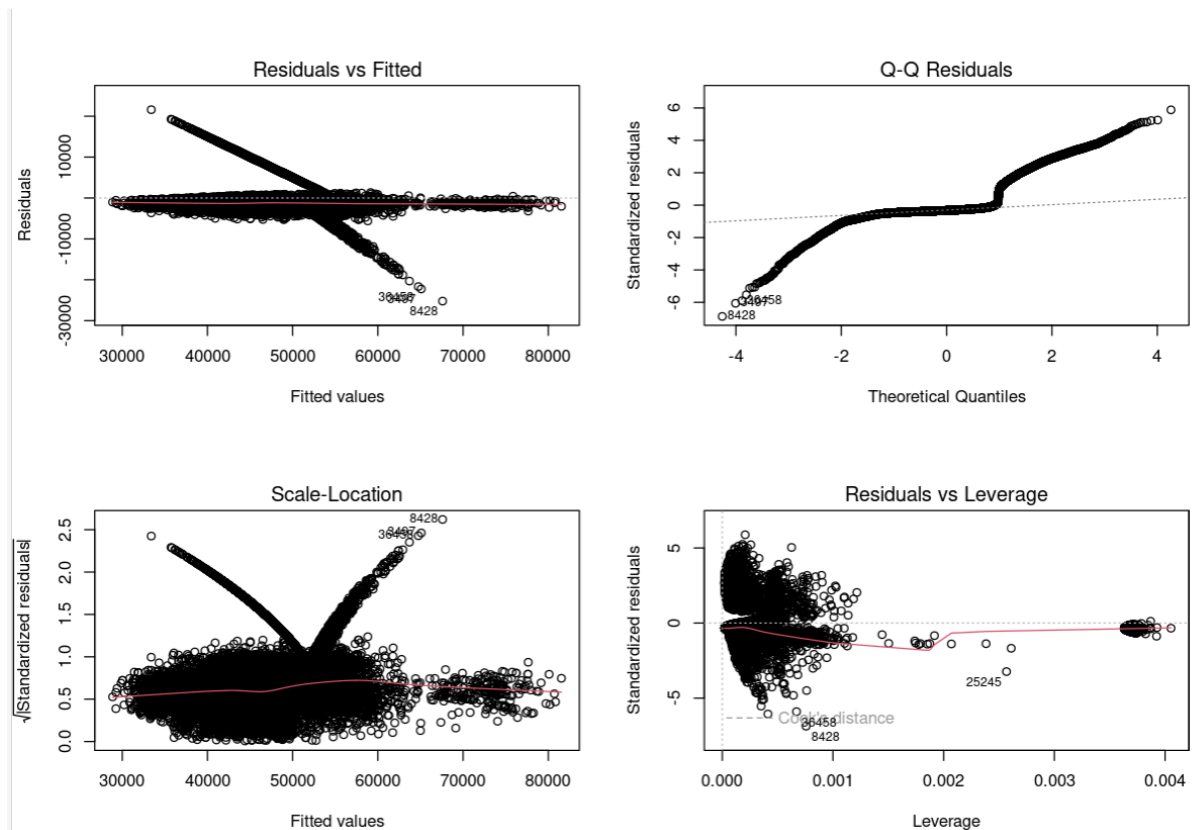 Residuals vs Fitted
Residuals
10000
-10000
-30000
30000 40000 50000 60000 70000 80000
Fitted values
8428
Q-Q Residuals
Standardized residuals
6
4
2
0
-2
-4
-6
-4 -2 0 2 4
Theoretical Quantiles
8428
Scale-Location
√|Standardized residuals|
2.5
2.0
1.5
1.0
0.5
0.0
30000 40000 50000 60000 70000 80000
Fitted values
8428
Residuals vs Leverage
Standardized residuals
5
0
-5
0.000 0.001 0.002 0.003 0.004
Leverage
25245
Cook's distance
36458
8428